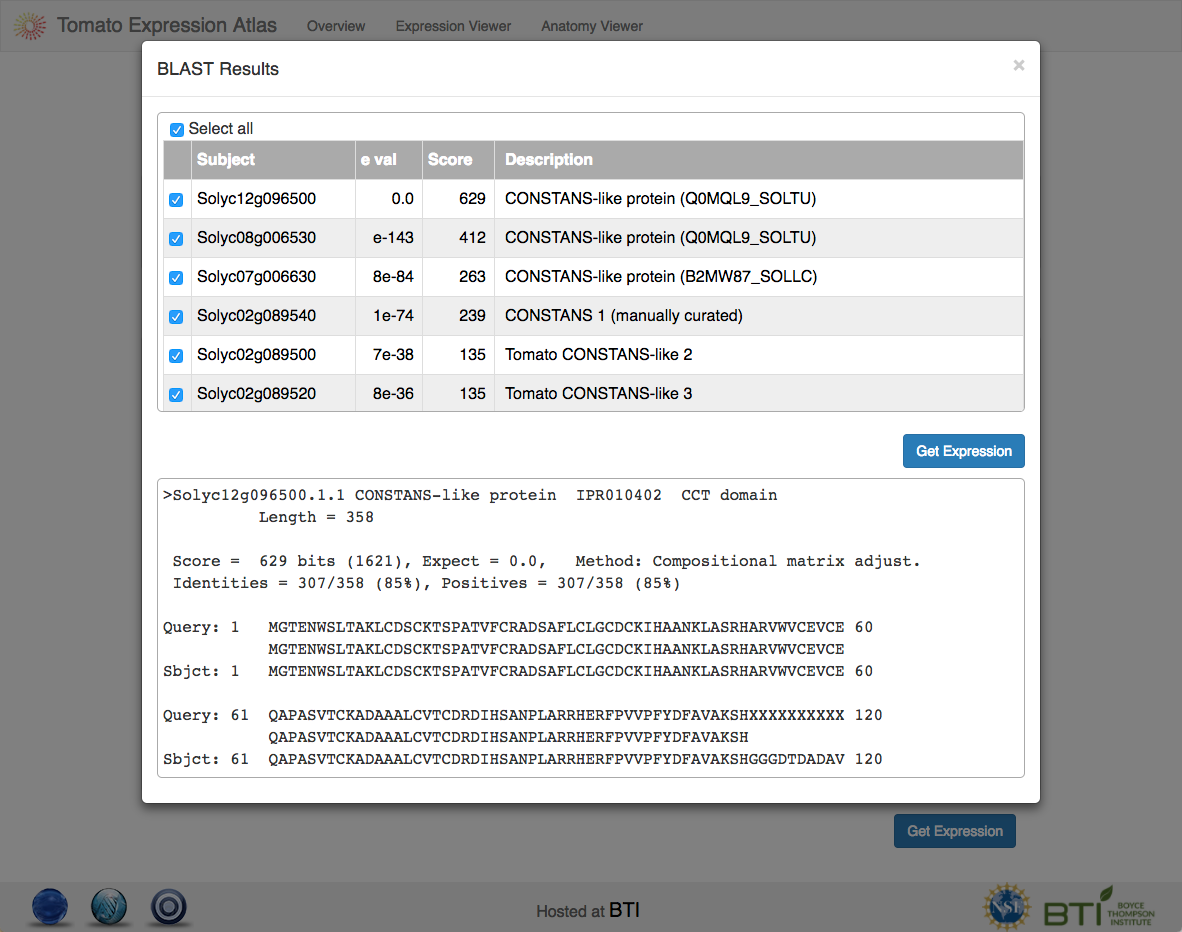 Tomato Expression Atlas Overview Expression Viewer Anatomy Viewer
BLAST Results ×
Select all
Subject e val Score Description
Solyc12g096500 0.0 629 CONSTANS-like protein (Q0MQL9_SOLTU)
Solyc08g006530 e-143 412 CONSTANS-like protein (Q0MQL9_SOLTU)
Solyc07g006630 8e-84 263 CONSTANS-like protein (B2MW87_SOLLC)
Solyc02g089540 1e-74 239 CONSTANS 1 (manually curated)
Solyc02g089500 7e-38 135 Tomato CONSTANS-like 2
Solyc02g089520 8e-36 135 Tomato CONSTANS-like 3
Get Expression
>Solyc12g096500.1.1 CONSTANS-like protein IPR010402 CCT domain
Length = 358
Score = 629 bits (1621), Expect = 0.0, Method: Compositional matrix adjust.
Identities = 307/358 (85%), Positives = 307/358 (85%)
Query: 1 MGTENWSLTAKLCDSCKTSPATVFCRADSAFLCLGCDCKIHAANKLASRHARVWVCEVCE 60
MGTENWSLTAKLCDSCKTSPATVFCRADSAFLCLGCDCKIHAANKLASRHARVWVCEVCE
Sbjct: 1 MGTENWSLTAKLCDSCKTSPATVFCRADSAFLCLGCDCKIHAANKLASRHARVWVCEVCE 60
Query: 61 QAPASVTCKADAAALCVTCDRDIHSANPLARRHERFPVVPFYDFAVAKSHXXXXXXXXXX 120
QAPASVTCKADAAALCVTCDRDIHSANPLARRHERFPVVPFYDFAVAKSH
Sbjct: 61 QAPASVTCKADAAALCVTCDRDIHSANPLARRHERFPVVPFYDFAVAKSHGGGDTDADAV 120
Get Expression
Hosted at BTI
NSF
BTI BOYCE
THOMPSON
INSTITUTE